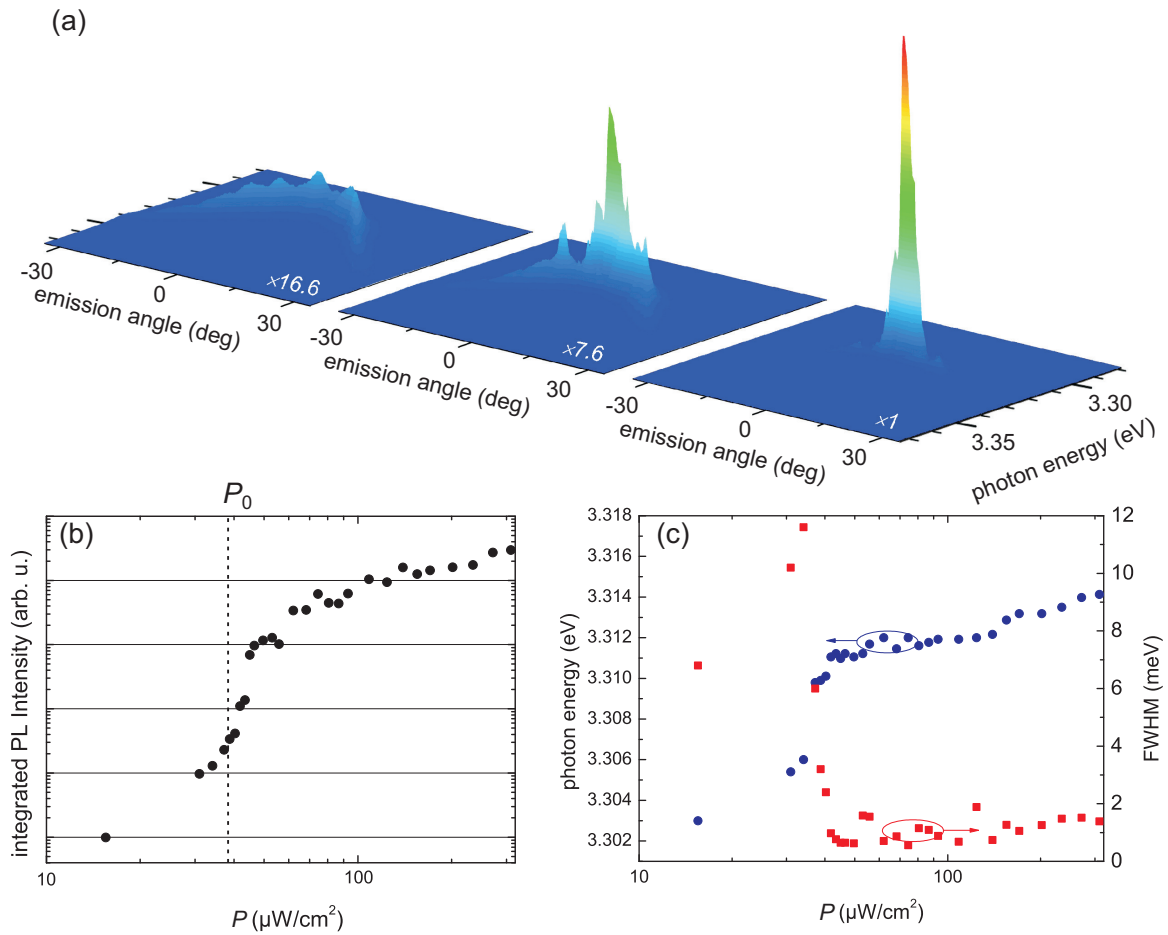 (a)
×16.6
×7.6
×1
-30
0
30
emission angle (deg)
-30
0
30
emission angle (deg)
-30
0
30
emission angle (deg)
3.35
3.30
photon energy (eV)
P₀
(b)
integrated PL Intensity (arb. u.)
10
100
P (µW/cm²)
(c)
3.318
3.316
3.314
3.312
3.310
3.308
3.306
3.304
3.302
photon energy (eV)
12
10
8
6
4
2
0
FWHM (meV)
10
100
P (µW/cm²)